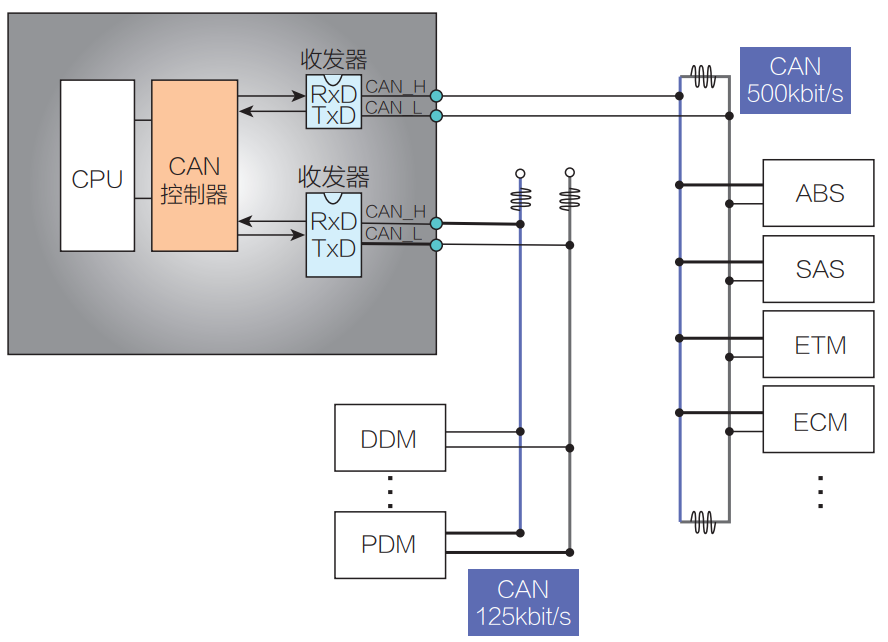 收发器
CAN_H
RxD
CAN_L
TxD
CPU
CAN
控制器
收发器
CAN_H
RxD
CAN_L
TxD
CAN
500kbit/s
ABS
SAS
ETM
ECM
DDM
PDM
CAN
125kbit/s